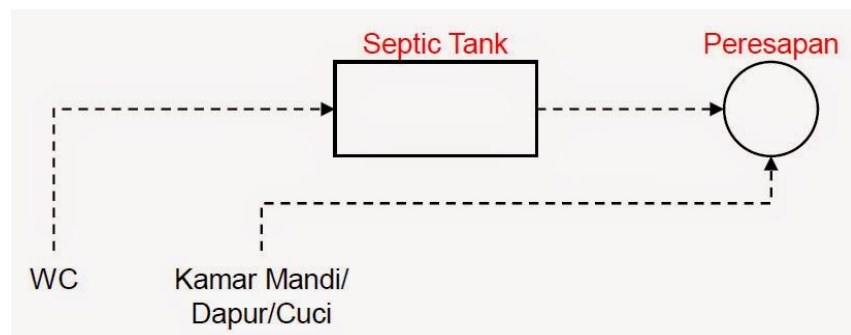 Septic Tank
Peresapan
WC
Kamar Mandi/
Dapur/Cuci